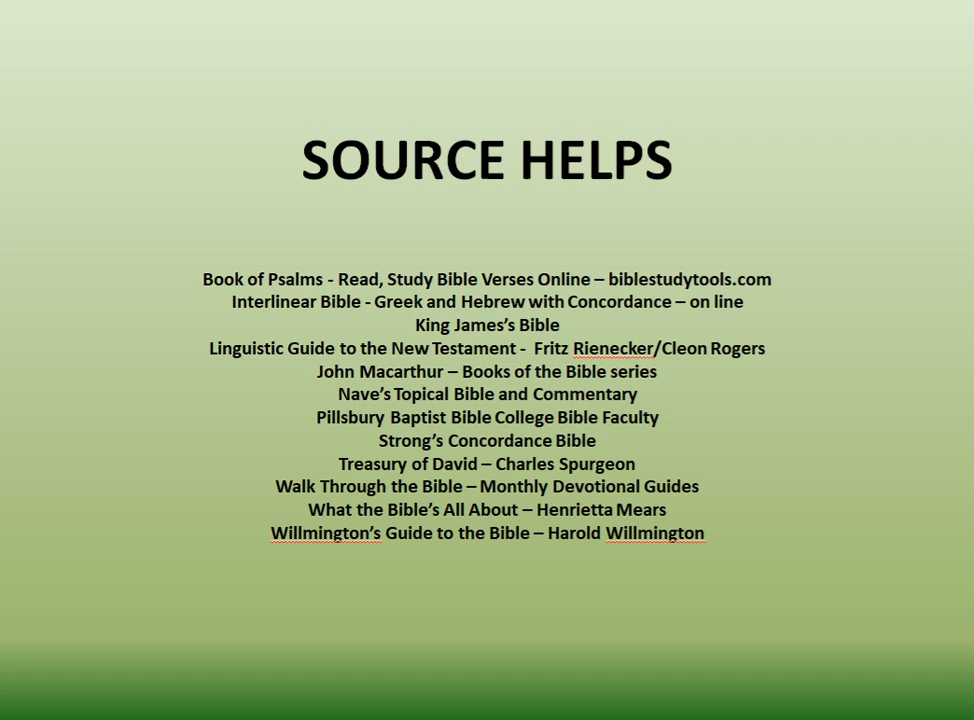 SOURCE HELPS
Book of Psalms - Read, Study Bible Verses Online – biblestudytools.com
Interlinear Bible - Greek and Hebrew with Concordance – on line
King James’s Bible
Linguistic Guide to the New Testament -  Fritz Rienecker/Cleon Rogers
John Macarthur – Books of the Bible series
Nave’s Topical Bible and Commentary
Pillsbury Baptist Bible College Bible Faculty
Strong’s Concordance Bible
Treasury of David – Charles Spurgeon
Walk Through the Bible – Monthly Devotional Guides
What the Bible’s All About – Henrietta Mears
Willmington’s Guide to the Bible – Harold Willmington